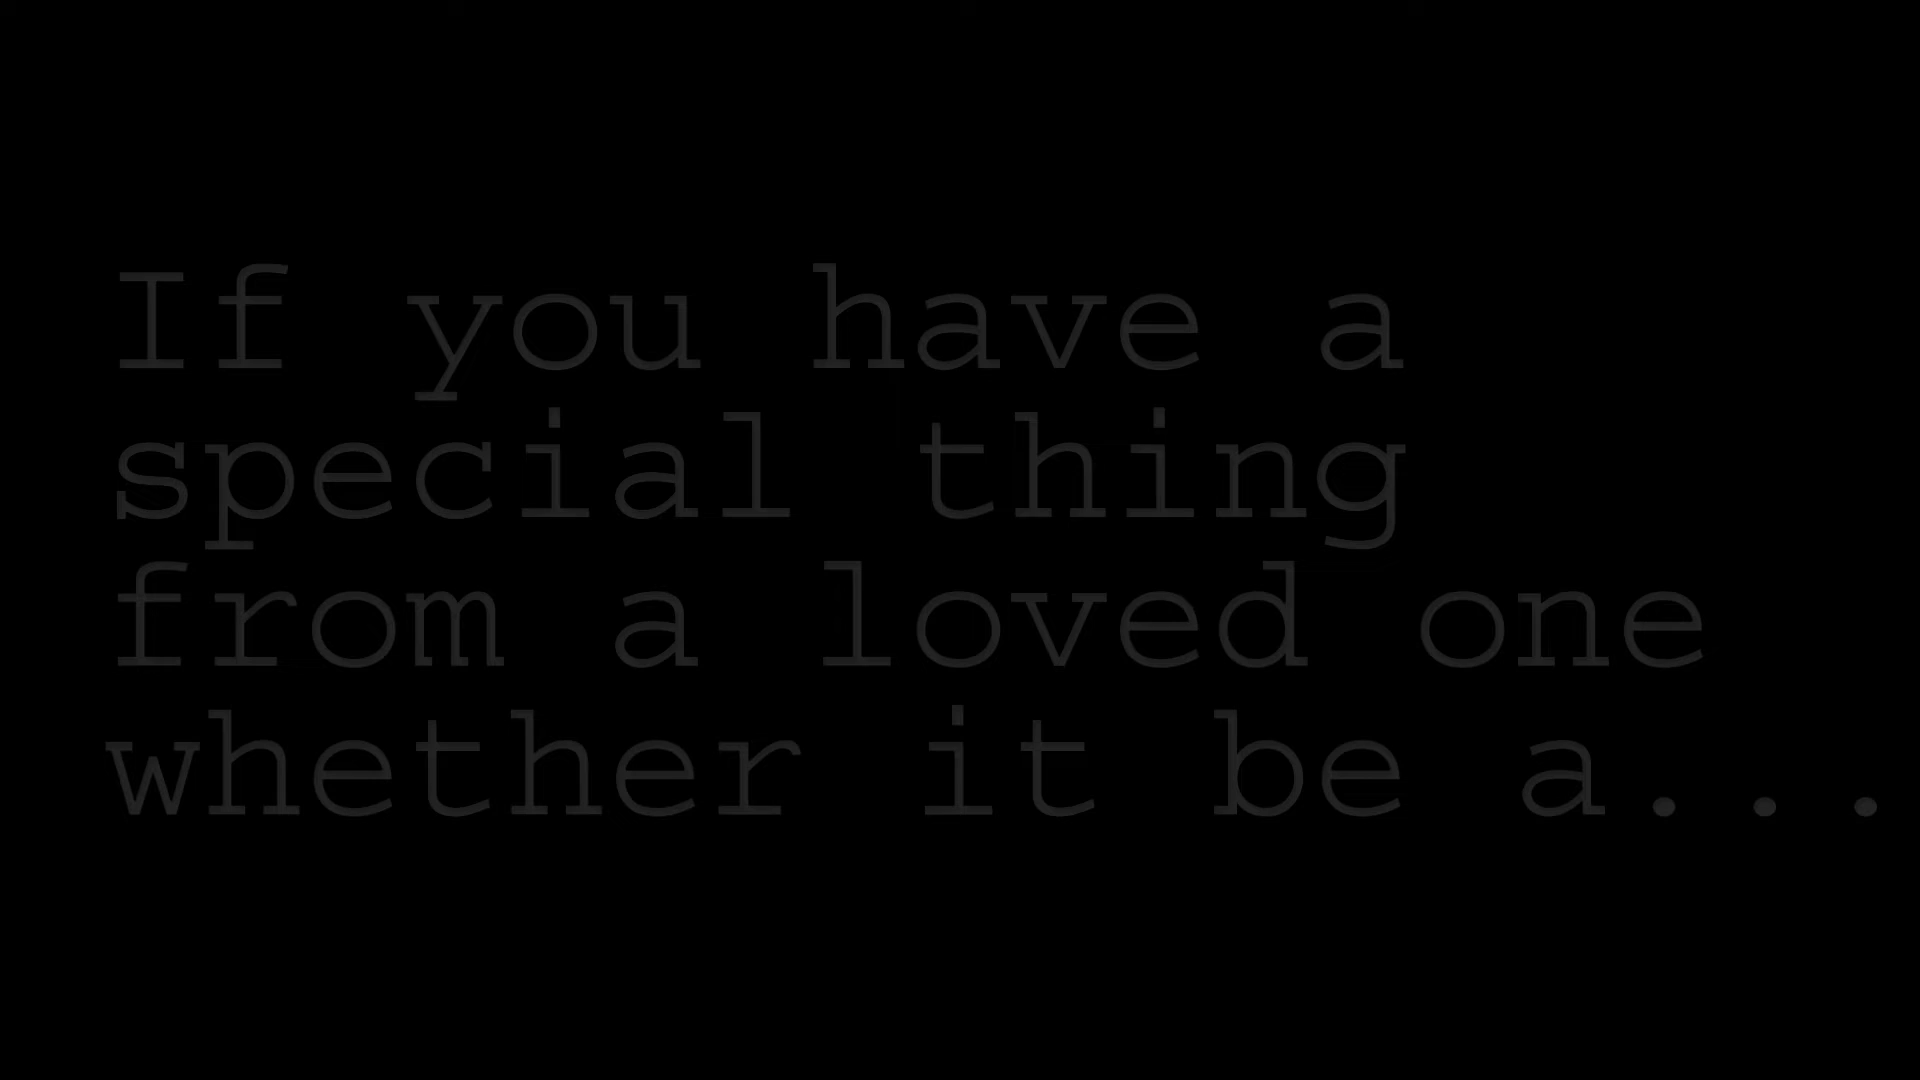 If you have a
special thing
from a loved one
whether it be a...